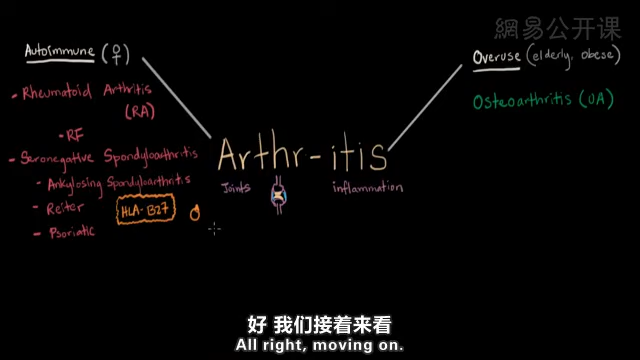 網易公开课
Autoimmune (♀)
Overuse (elderly, obese)
- Rheumatoid Arthritis
(RA)
Osteoarthritis (OA)
- RF
Arthr-itis
Joints
inflammation
- Seronegative Spondyloarthritis
- Ankylosing Spondyloarthritis
- Reiter
HLA-B27
♂
- Psoriatic
好 我们接着来看
All right, moving on.